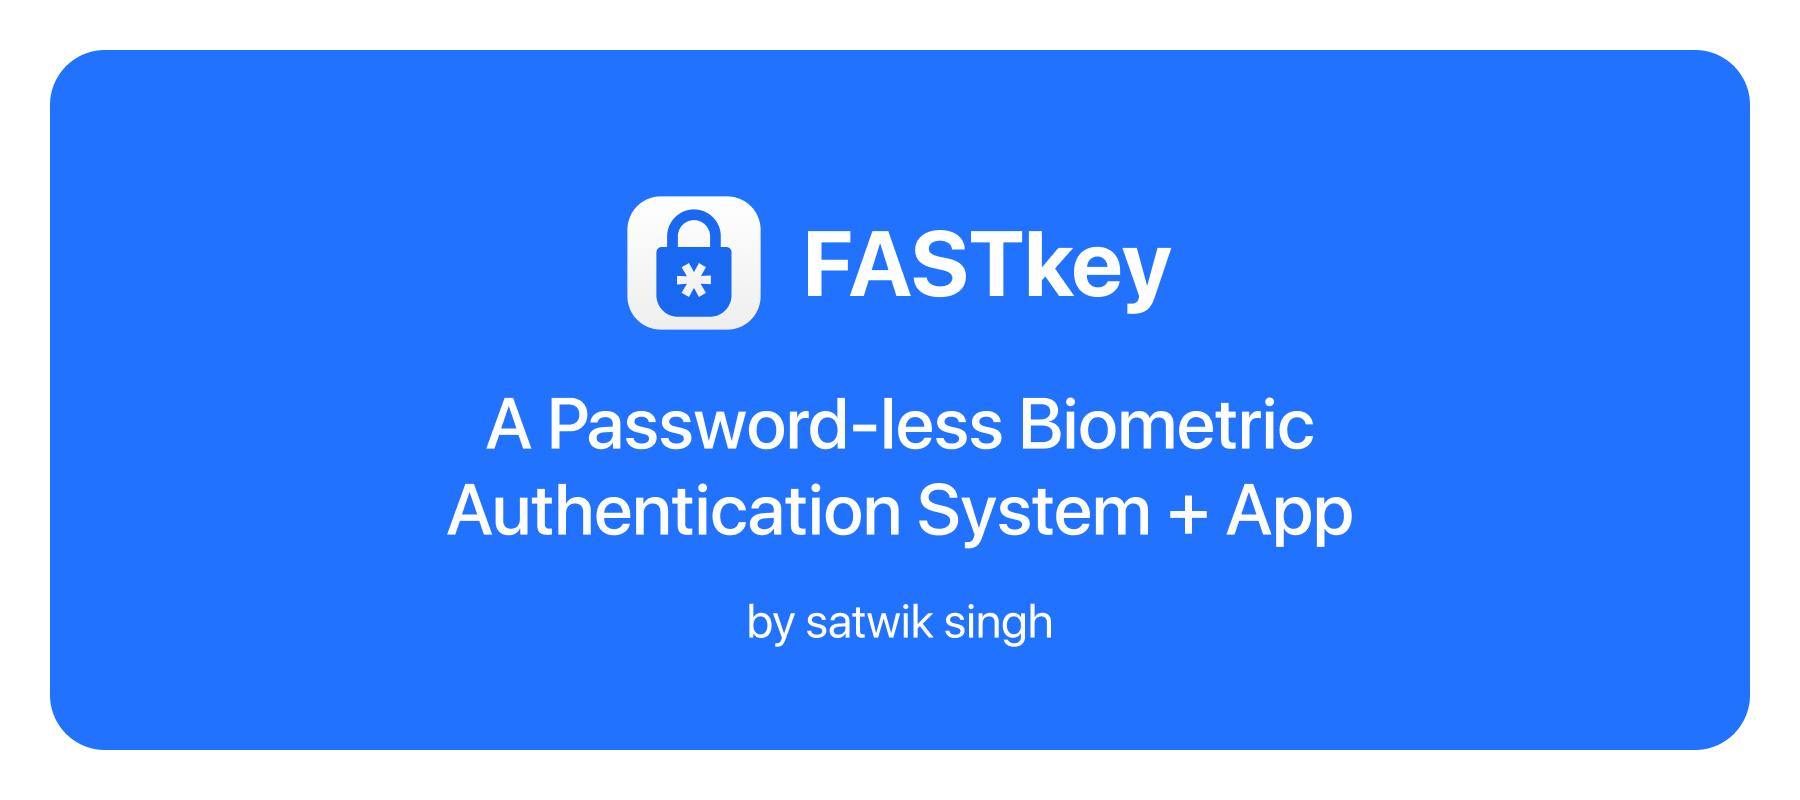 FASTkey
A Password-less Biometric
Authentication System + App
by satwik singh